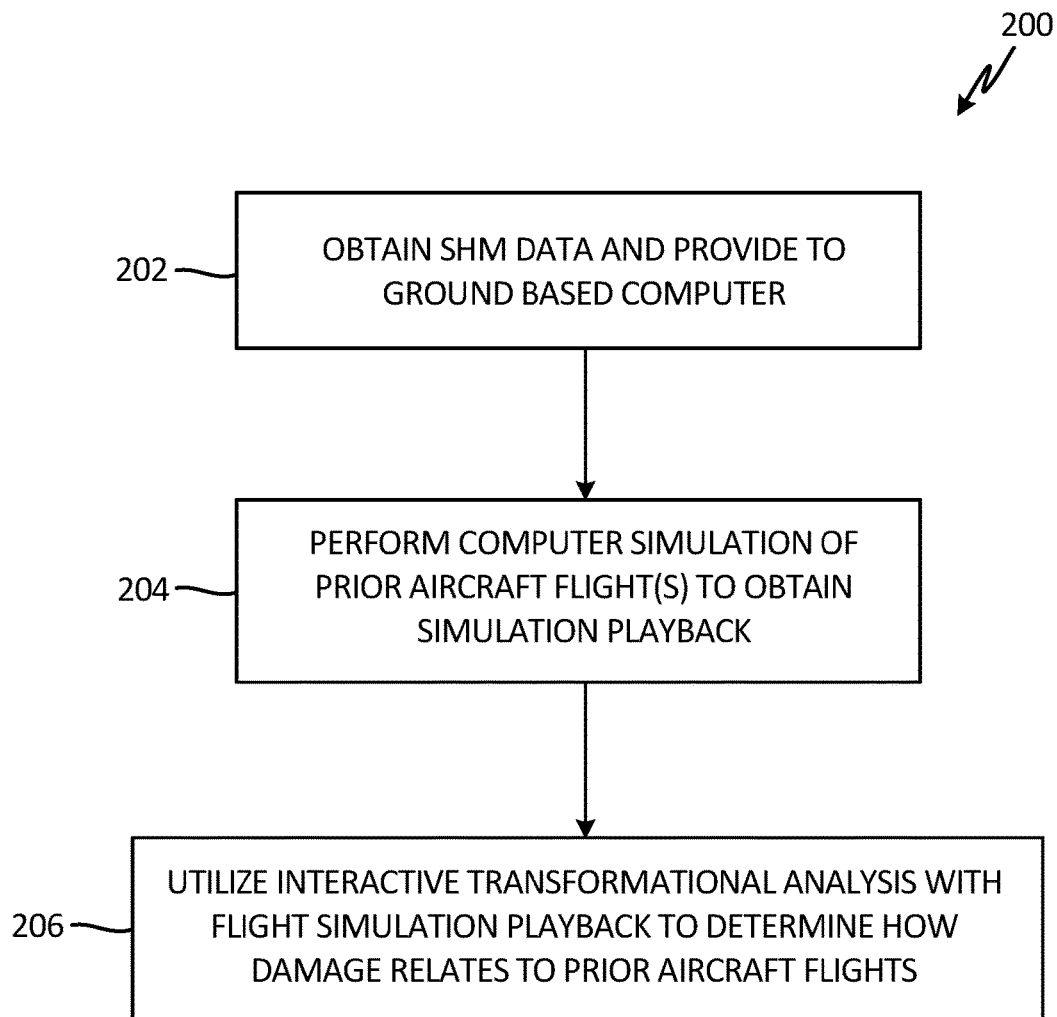 200
202
OBTAIN SHM DATA AND PROVIDE TO
GROUND BASED COMPUTER
204
PERFORM COMPUTER SIMULATION OF
PRIOR AIRCRAFT FLIGHT(S) TO OBTAIN
SIMULATION PLAYBACK
206
UTILIZE INTERACTIVE TRANSFORMATIONAL ANALYSIS WITH
FLIGHT SIMULATION PLAYBACK TO DETERMINE HOW
DAMAGE RELATES TO PRIOR AIRCRAFT FLIGHTS